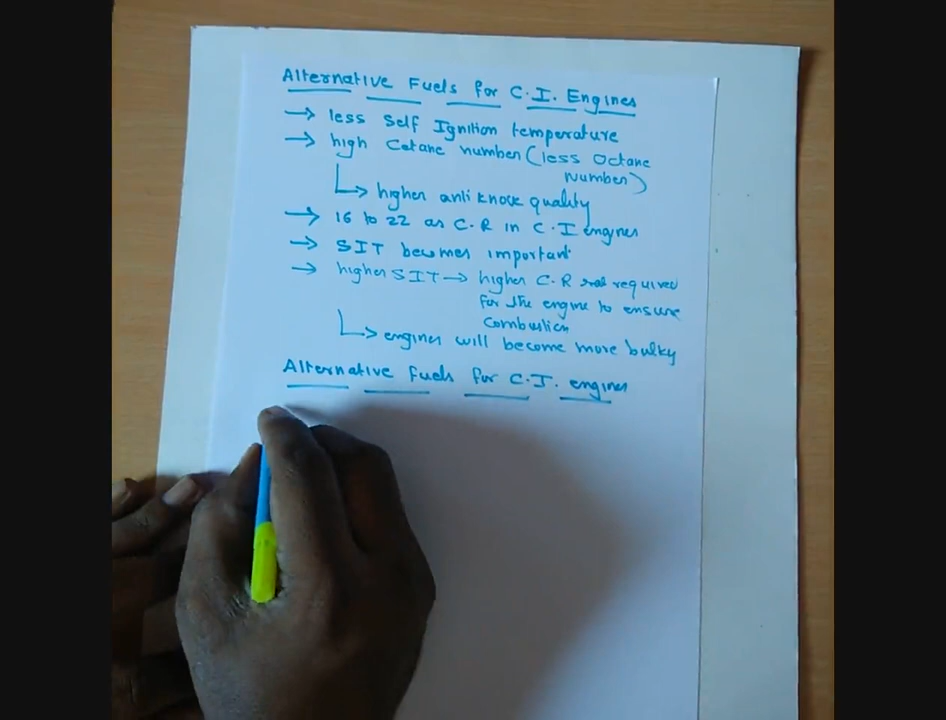 Alternative Fuels for C.I. Engines
→ less Self Ignition temperature
→ high Cetane number (less Octane
Number)
↳ higher anti knock quality
→ 16 to 22 as C.R in C.I engines
→ SIT becomes important
→ higher SIT → higher C.R required
for the engine to ensure
Combustion
↳ engines will become more bulky
Alternative fuels for C.I. engines